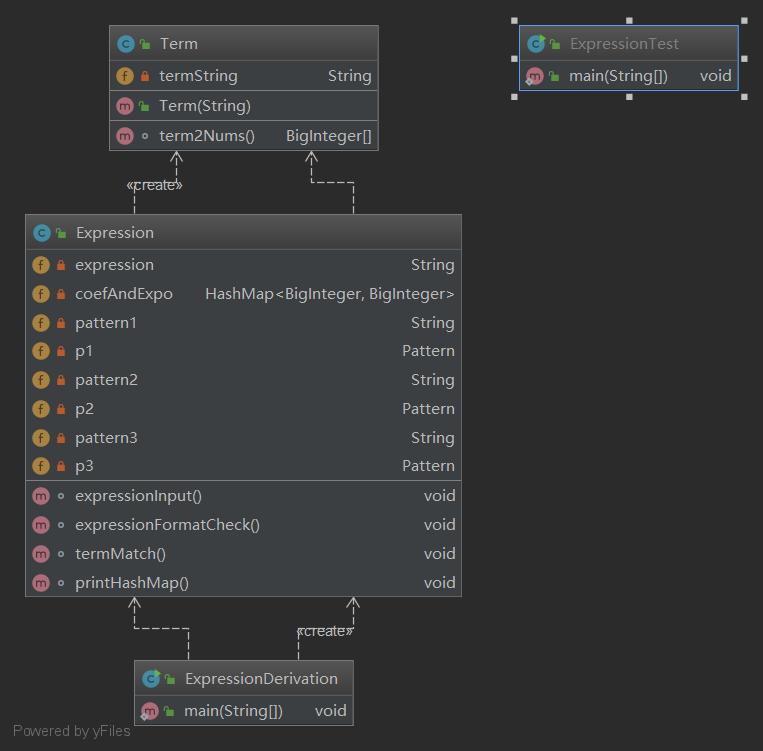 Term
termString String
Term(String)
term2Nums() BigInteger[]
ExpressionTest
main(String[]) void
«create»
Expression
expression String
coefAndExpo HashMap<BigInteger, BigInteger>
pattern1 String
p1 Pattern
pattern2 String
p2 Pattern
pattern3 String
p3 Pattern
expressionInput() void
expressionFormatCheck() void
termMatch() void
printHashMap() void
«create»
ExpressionDerivation
main(String[]) void
Powered by yFiles